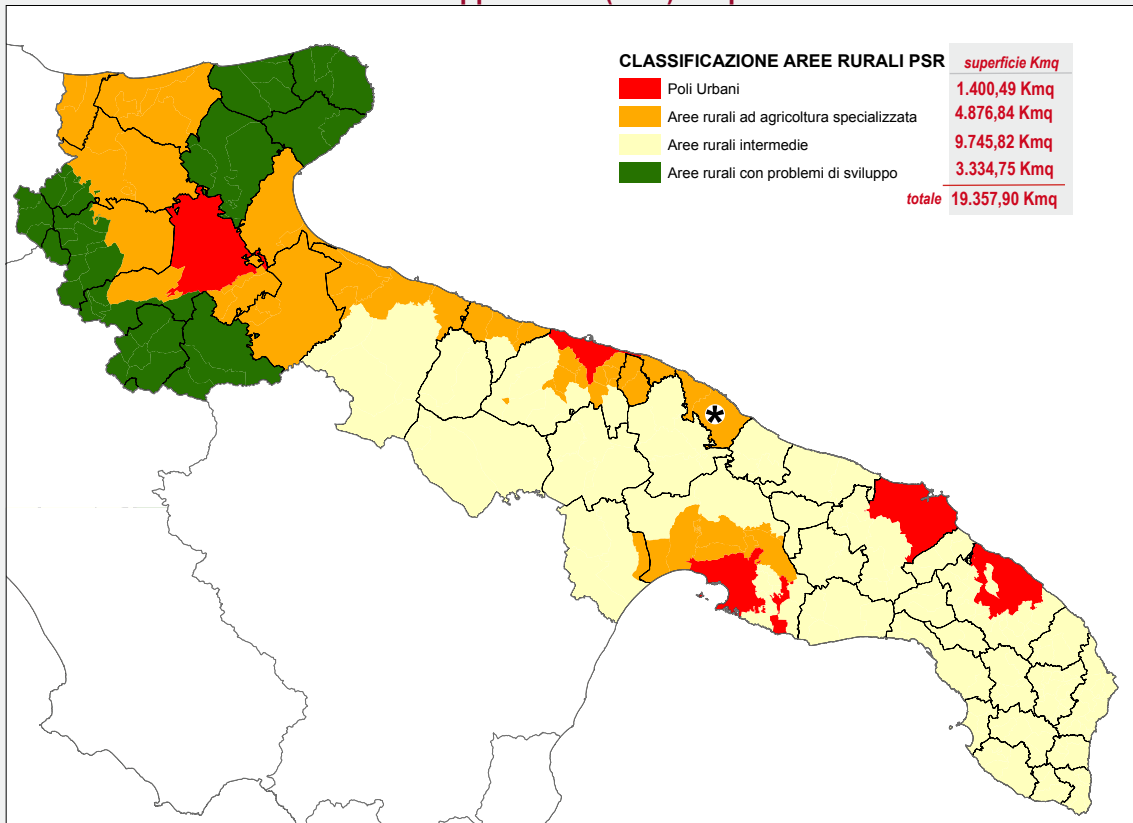 CLASSIFICAZIONE AREE RURALI PSR superficie Kmq
Poli Urbani 1.400,49 Kmq
Aree rurali ad agricoltura specializzata 4.876,84 Kmq
Aree rurali intermedie 9.745,82 Kmq
Aree rurali con problemi di sviluppo 3.334,75 Kmq
totale 19.357,90 Kmq
*